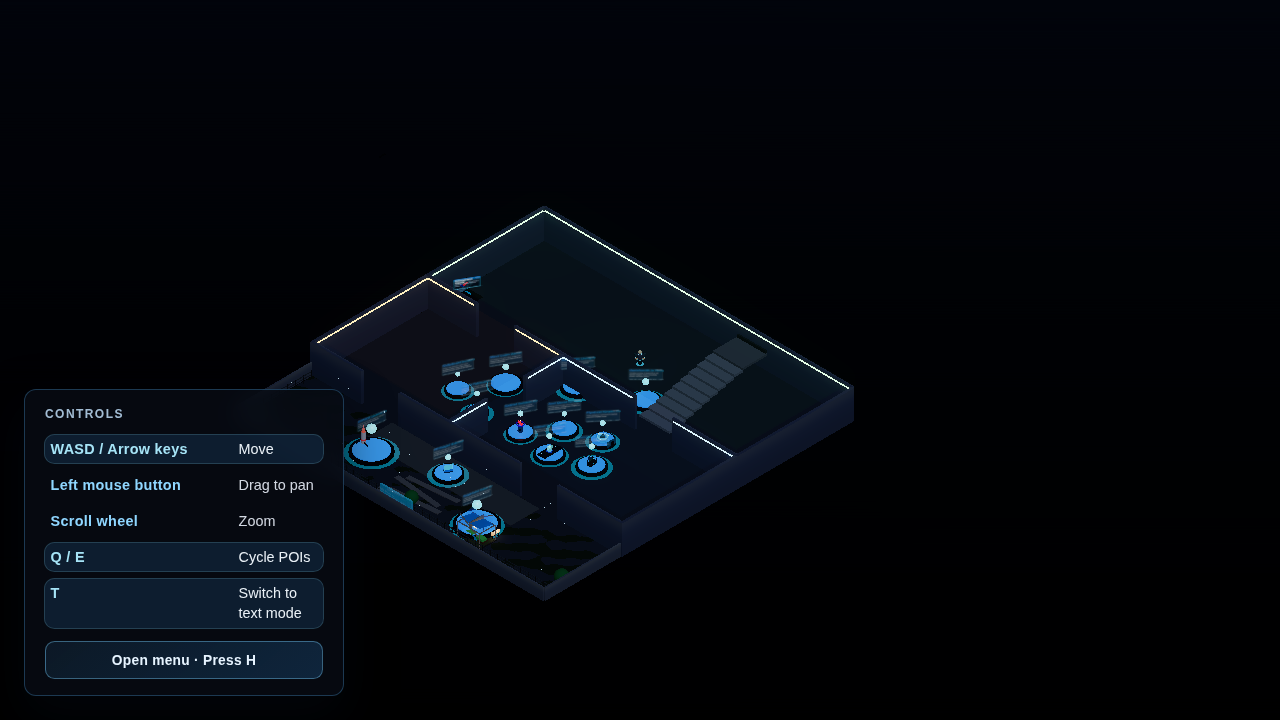 CONTROLS
WASD / Arrow keys Move
Left mouse button Drag to pan
Scroll wheel Zoom
Q / E Cycle POIs
T Switch to
text mode
Open menu · Press H